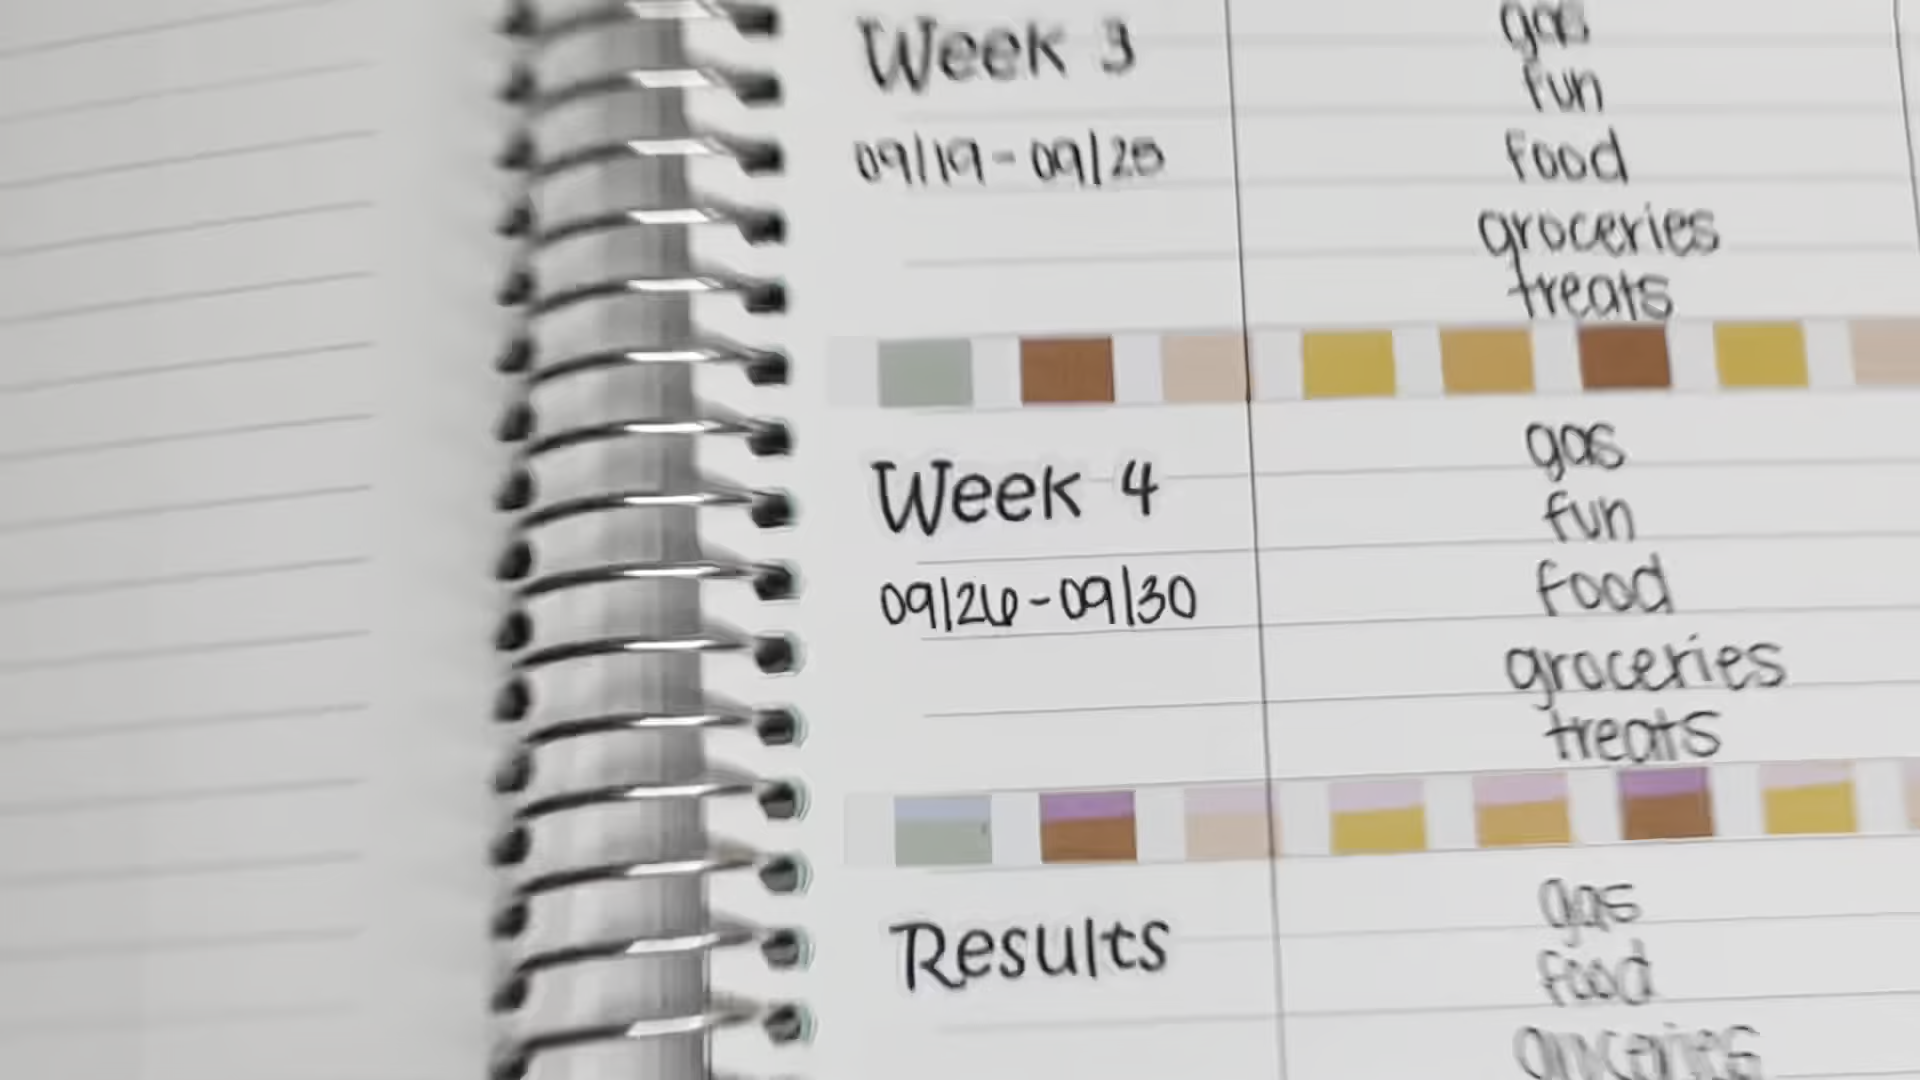 Week 3
gas
fun
09/19-09/25
food
groceries
treats
Week 4
gas
fun
09/26-09/30
food
groceries
treats
Results
gas
food
groceries